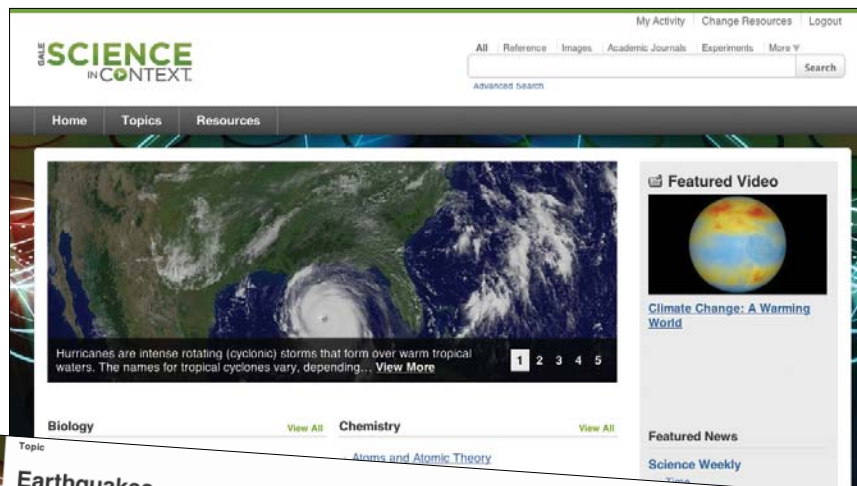 My Activity Change Resources Logout
GALE
SCIENCE
IN CONTEXT
All Reference Images Academic Journals Experiments More
Search
Advanced Search
Home Topics Resources
Featured Video
Climate Change: A Warming
World
Hurricanes are intense rotating (cyclonic) storms that form over warm tropical
waters. The names for tropical cyclones vary, depending... View More
1 2 3 4 5
Biology View All
Chemistry View All
Atoms and Atomic Theory
Featured News
Science Weekly
Time
Topic
Earthquakes